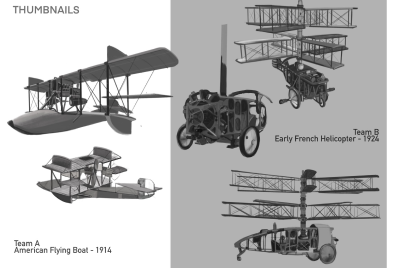 THUMBNAILS
Team B
Early French Helicopter - 1924
Team A
American Flying Boat - 1914